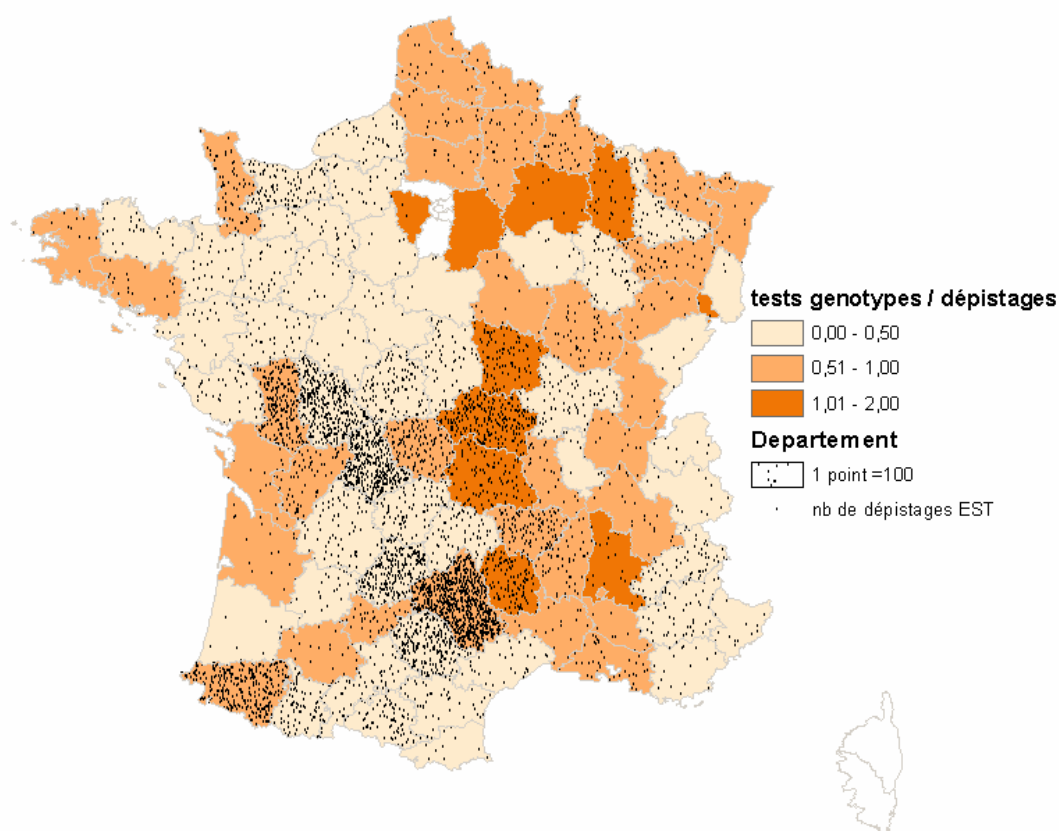 tests genotypes / dépistages
0,00 - 0,50
0,51 - 1,00
1,01 - 2,00
Departement
1 point =100
nb de dépistages EST